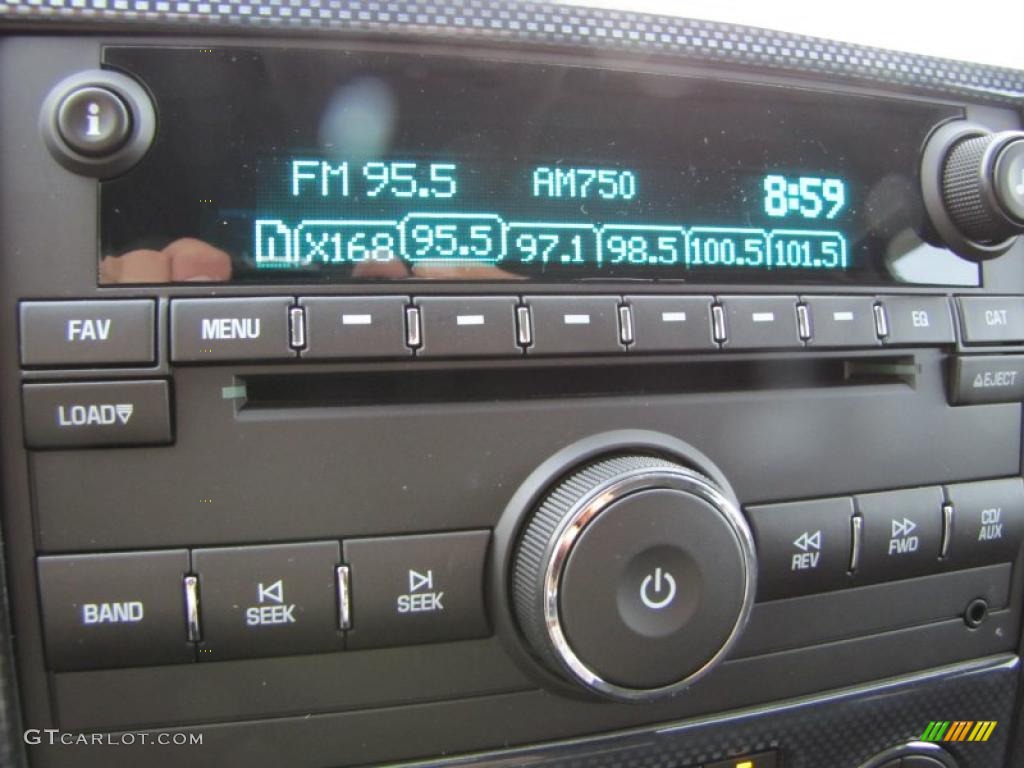 i
FM 95.5 AM750 8:59
1 X168 95.5 97.1 98.5 100.5 101.5
FAV MENU EQ CAT
LOAD EJECT
BAND SEEK SEEK REV FWD CD/AUX
GTCARLOT.COM